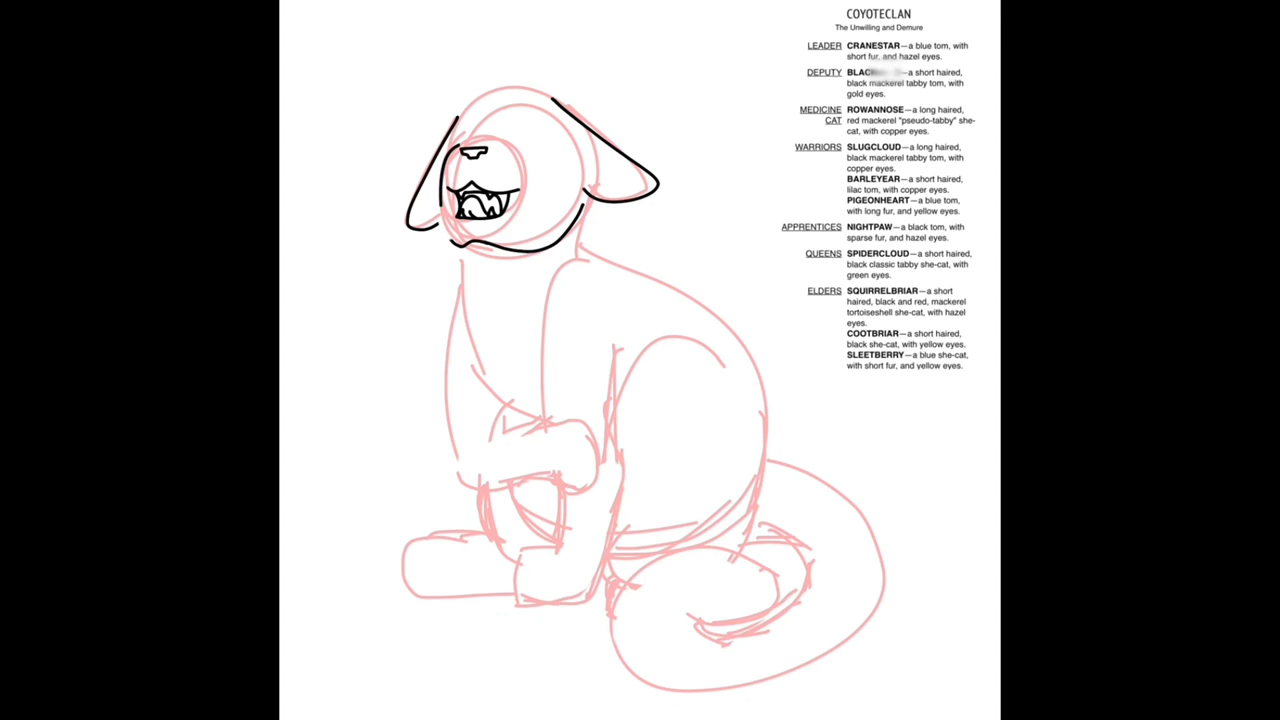 COYOTECLAN
The Unwilling and Demure
LEADER CRANESTAR—a blue tom, with
short fur, and hazel eyes.
DEPUTY —a short haired,
black mackerel tabby tom, with
gold eyes.
MEDICINE ROWANNOSE—a long haired,
CAT red mackerel "pseudo-tabby" she-
cat, with copper eyes.
WARRIORS SLUGCLOUD—a long haired,
black mackerel tabby tom, with
copper eyes.
BARLEYEAR—a short haired,
lilac tom, with copper eyes.
PIGEONHEART—a blue tom,
with long fur, and yellow eyes.
APPRENTICES NIGHTPAW—a black tom, with
sparse fur, and hazel eyes.
QUEENS SPIDERCLOUD—a short haired,
black classic tabby she-cat, with
green eyes.
ELDERS SQUIRRELBRIAR—a short
haired, black and red, mackerel
tortoiseshell she-cat, with hazel
eyes.
COOTBRIAR—a short haired,
black she-cat, with yellow eyes.
SLEETBERRY—a blue she-cat,
with short fur, and yellow eyes.